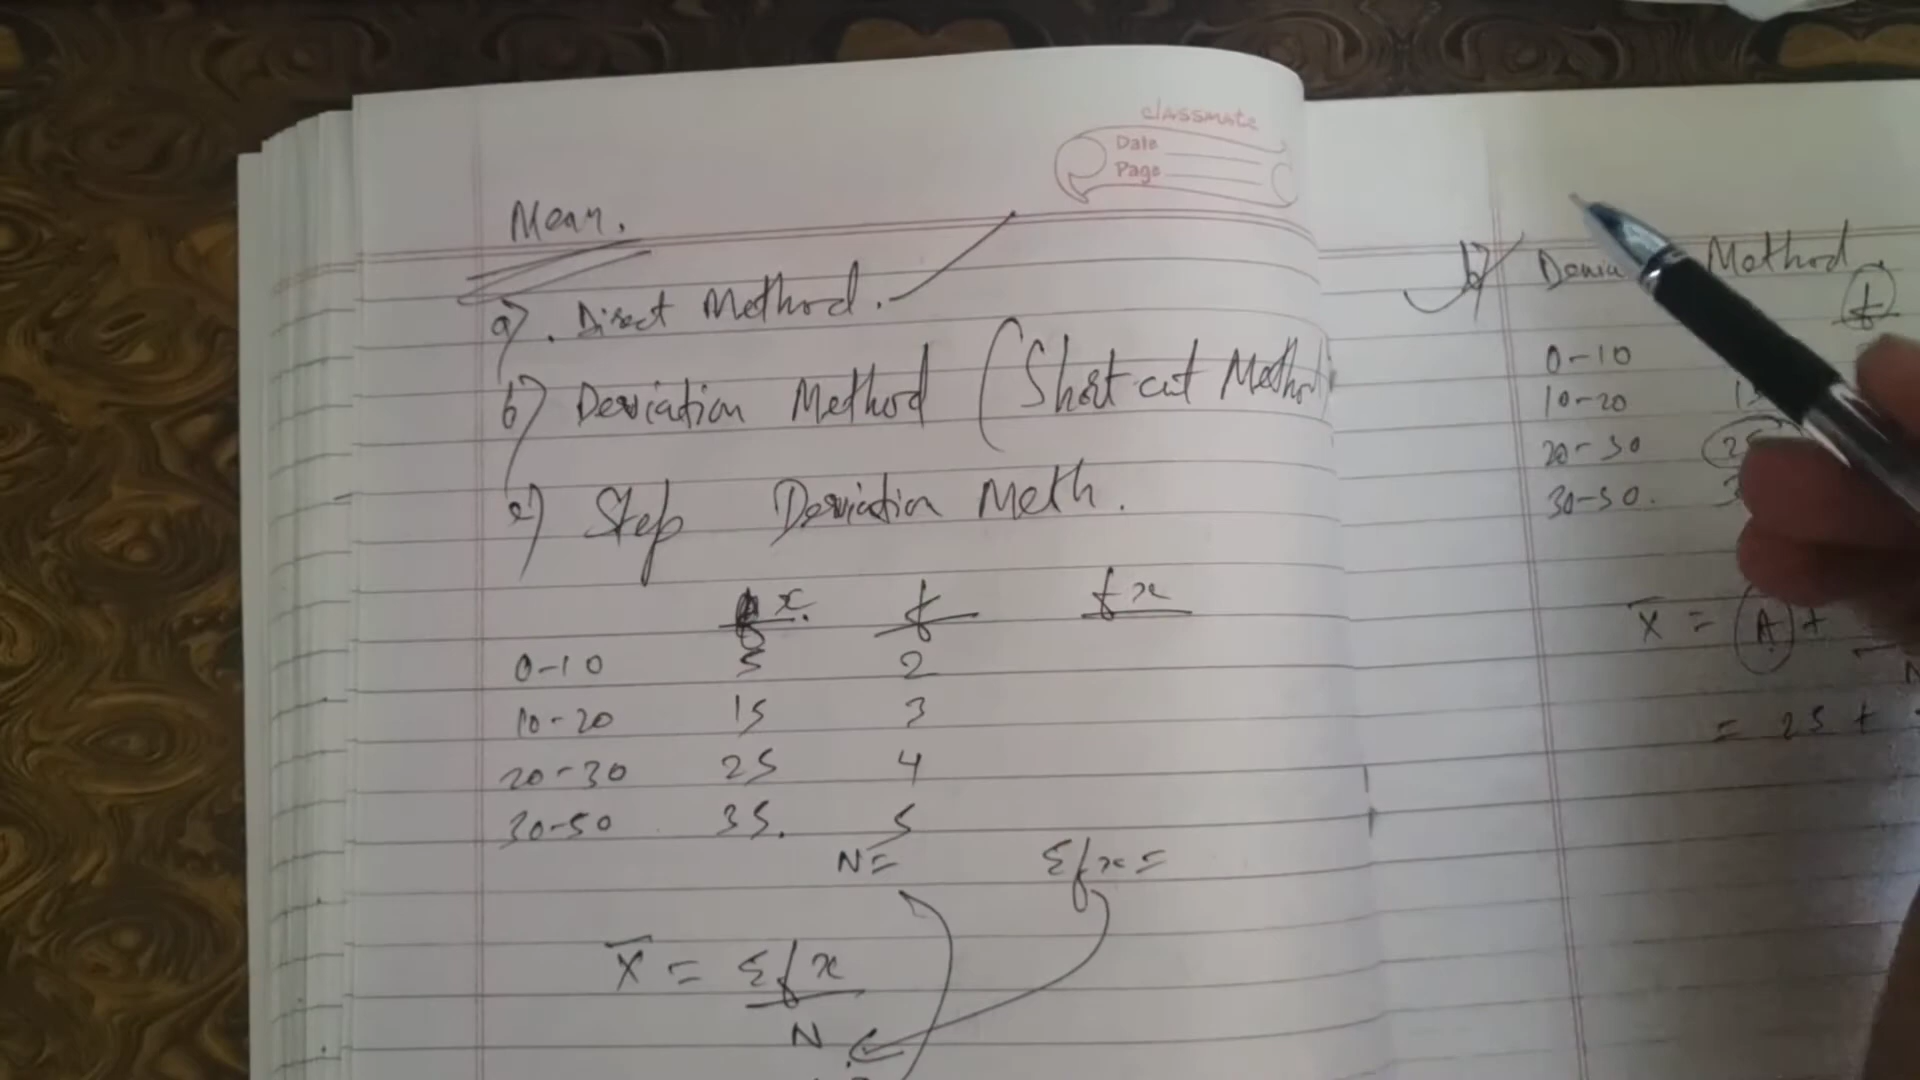 classmate
Date
Page
Mean.
a). Direct Method.
b) Deviation Method (Short cut Method
c) Step Deviation Meth.
x. f fx
0-10 5 2
10-20 15 3
20-30 25 4
30-50 35. 5
N= Σfx=
X̄ = Σfx
N
b) Method
f
0-10
10-20
20-30
30-50.
X̄ = A +
= 25 +